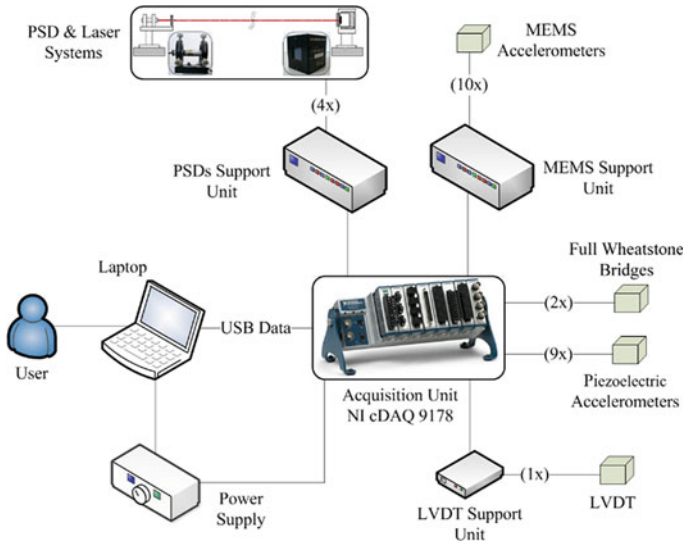 PSD & Laser
Systems
MEMS
Accelerometers
(4x)
(10x)
PSDs Support
Unit
MEMS Support
Unit
Full Wheatstone
Bridges
Laptop
(2x)
USB Data
(9x)
User
Piezoelectric
Accelerometers
Acquisition Unit
NI cDAQ 9178
Power
Supply
(1x)
LVDT Support
Unit
LVDT